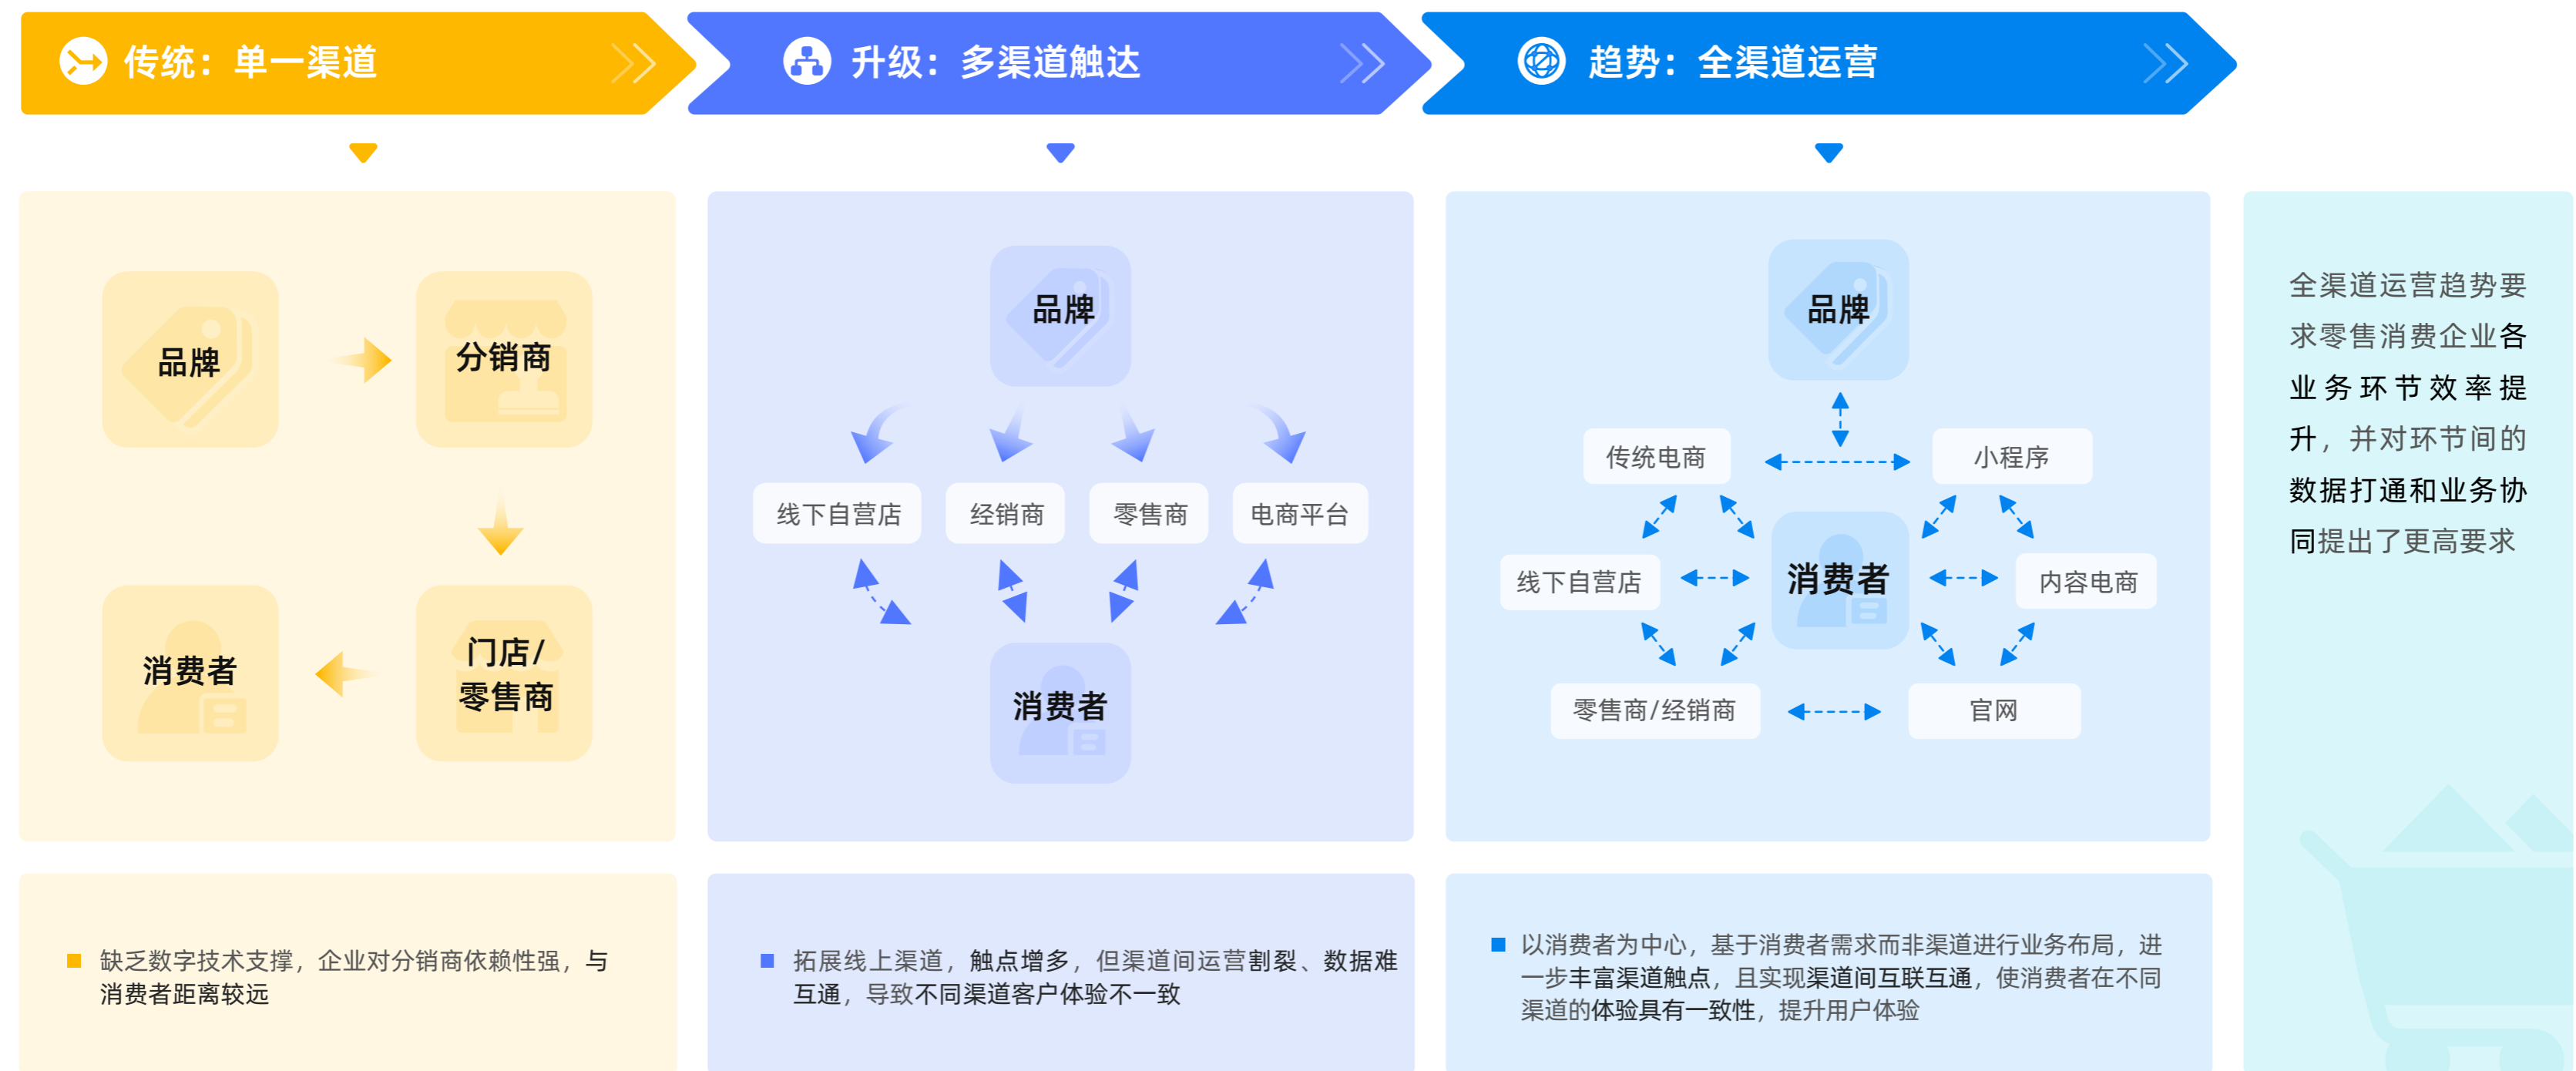 传统：单一渠道
升级：多渠道触达
趋势：全渠道运营
品牌
分销商
门店/
零售商
消费者
缺乏数字技术支撑，企业对分销商依赖性强，与
消费者距离较远
品牌
线下自营店
经销商
零售商
电商平台
消费者
拓展线上渠道，触点增多，但渠道间运营割裂、数据难
互通，导致不同渠道客户体验不一致
品牌
传统电商
小程序
线下自营店
消费者
内容电商
零售商/经销商
官网
以消费者为中心，基于消费者需求而非渠道进行业务布局，进
一步丰富渠道触点，且实现渠道间互联互通，使消费者在不同
渠道的体验具有一致性，提升用户体验
全渠道运营趋势要
求零售消费企业各
业务环节效率提
升，并对环节间的
数据打通和业务协
同提出了更高要求